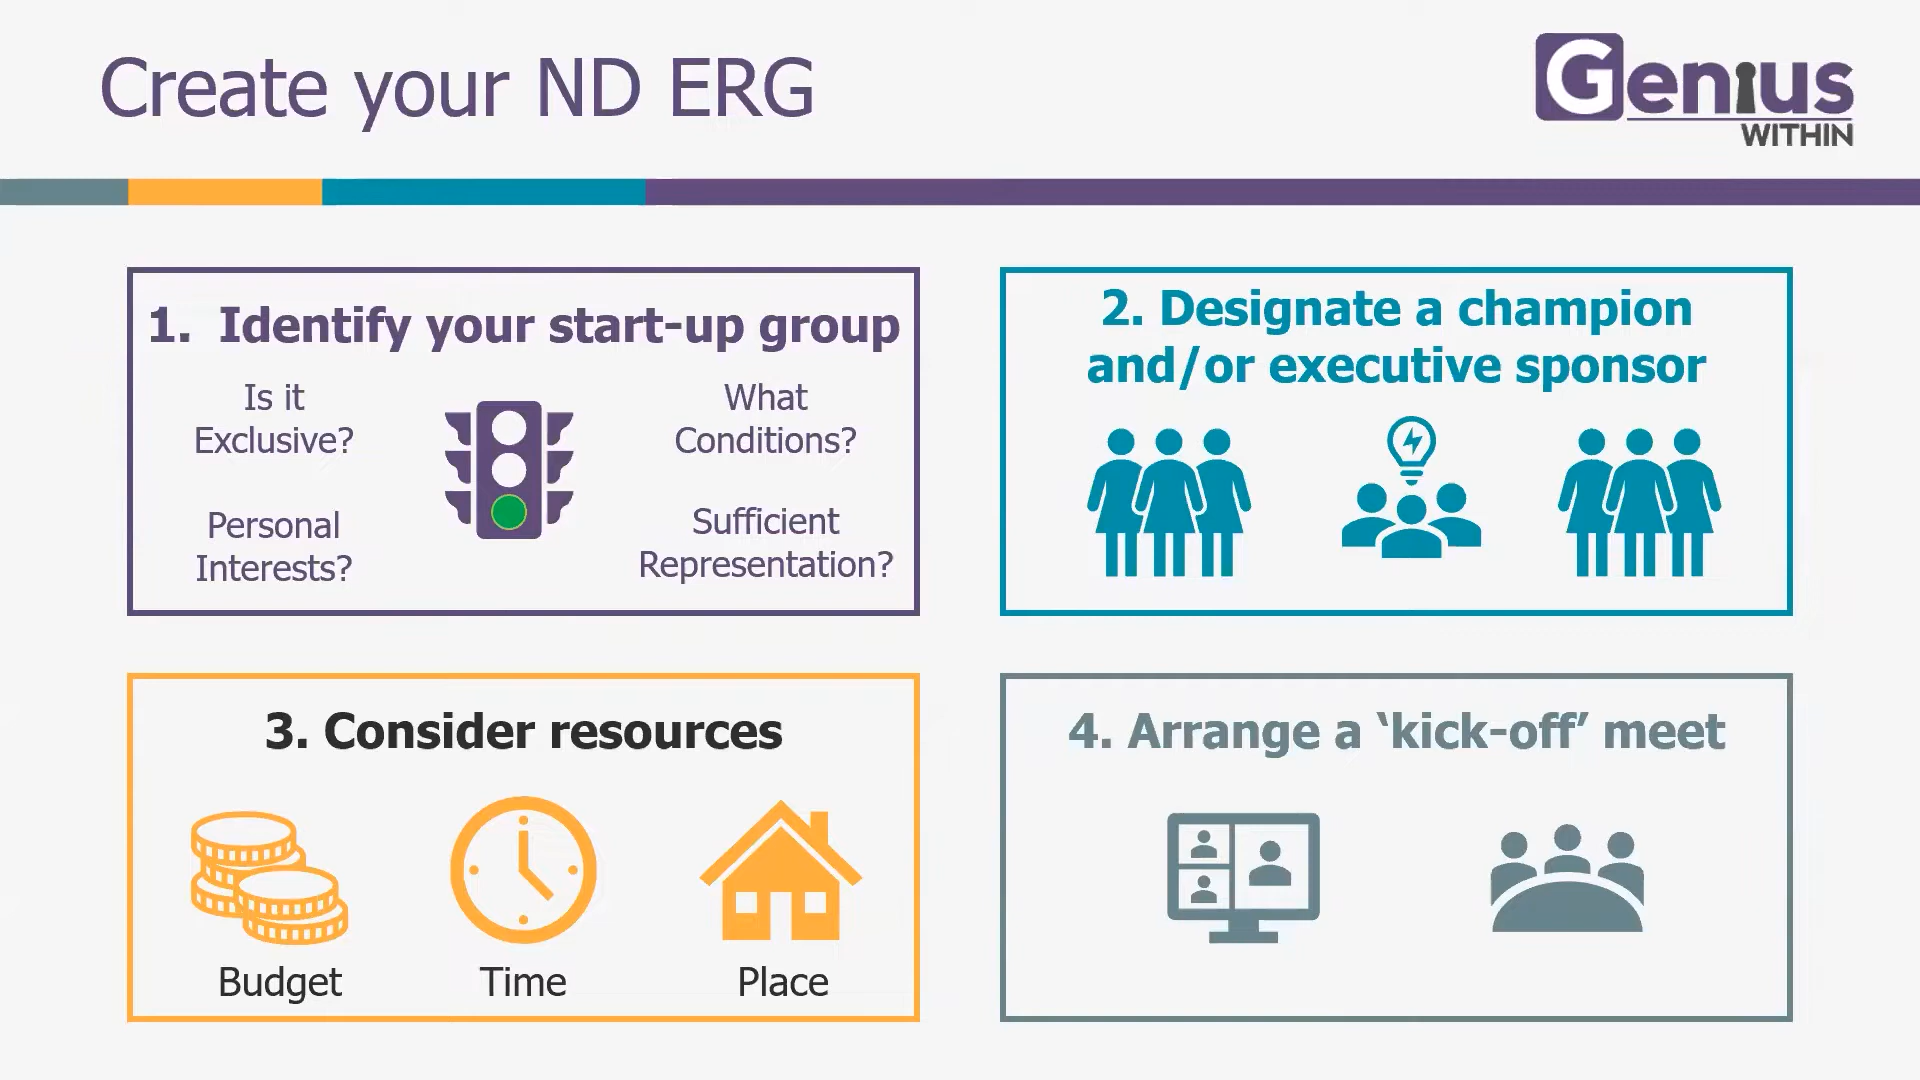 Create your ND ERG
Genius
WITHIN
1. Identify your start-up group
Is it
Exclusive?
What
Conditions?
Personal
Interests?
Sufficient
Representation?
2. Designate a champion
and/or executive sponsor
3. Consider resources
Budget
Time
Place
4. Arrange a ‘kick-off’ meet